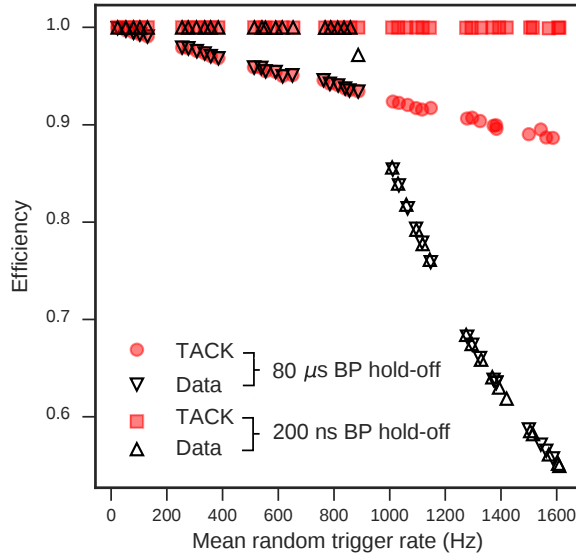 1.0
0.9
0.8
0.7
0.6
Efficiency
TACK
Data
80 μs BP hold-off
TACK
Data
200 ns BP hold-off
0 200 400 600 800 1000 1200 1400 1600
Mean random trigger rate (Hz)